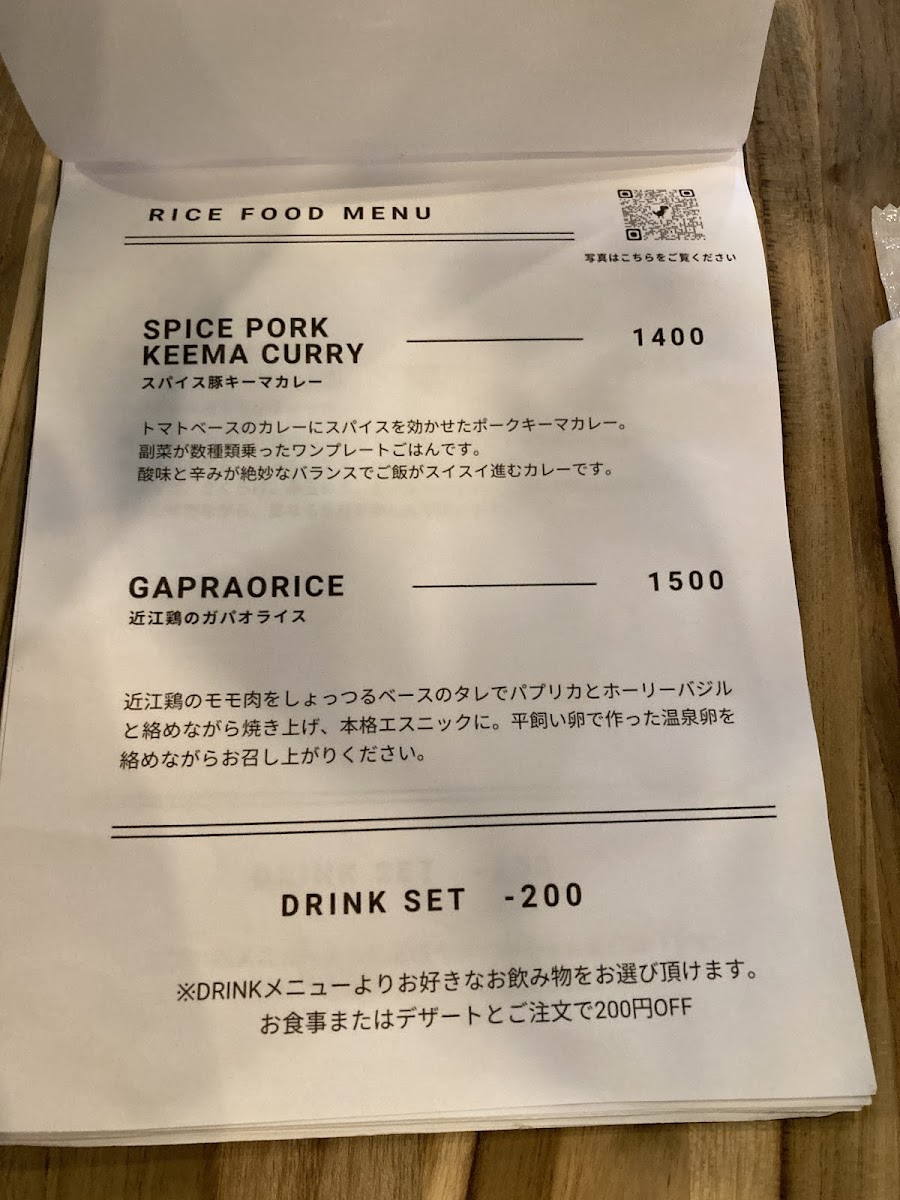 RICE FOOD MENU
写真はこちらをご覧ください
SPICE PORK
KEEMA CURRY
1400
スパイス豚キーマカレー
トマトベースのカレーにスパイスを効かせたポークキーマカレー。
副菜が数種類乗ったワンプレートごはんです。
酸味と辛みが絶妙なバランスでご飯がスイスイ進むカレーです。
GAPRAORICE
1500
近江鶏のガパオライス
近江鶏のモモ肉をしょっつるベースのタレでパプリカとホーリーバジル
と絡めながら焼き上げ、本格エスニックに。平飼い卵で作った温泉卵を
絡めながらお召し上がりください。
DRINK SET -200
※DRINKメニューよりお好きなお飲み物をお選び頂けます。
お食事またはデザートとご注文で200円OFF